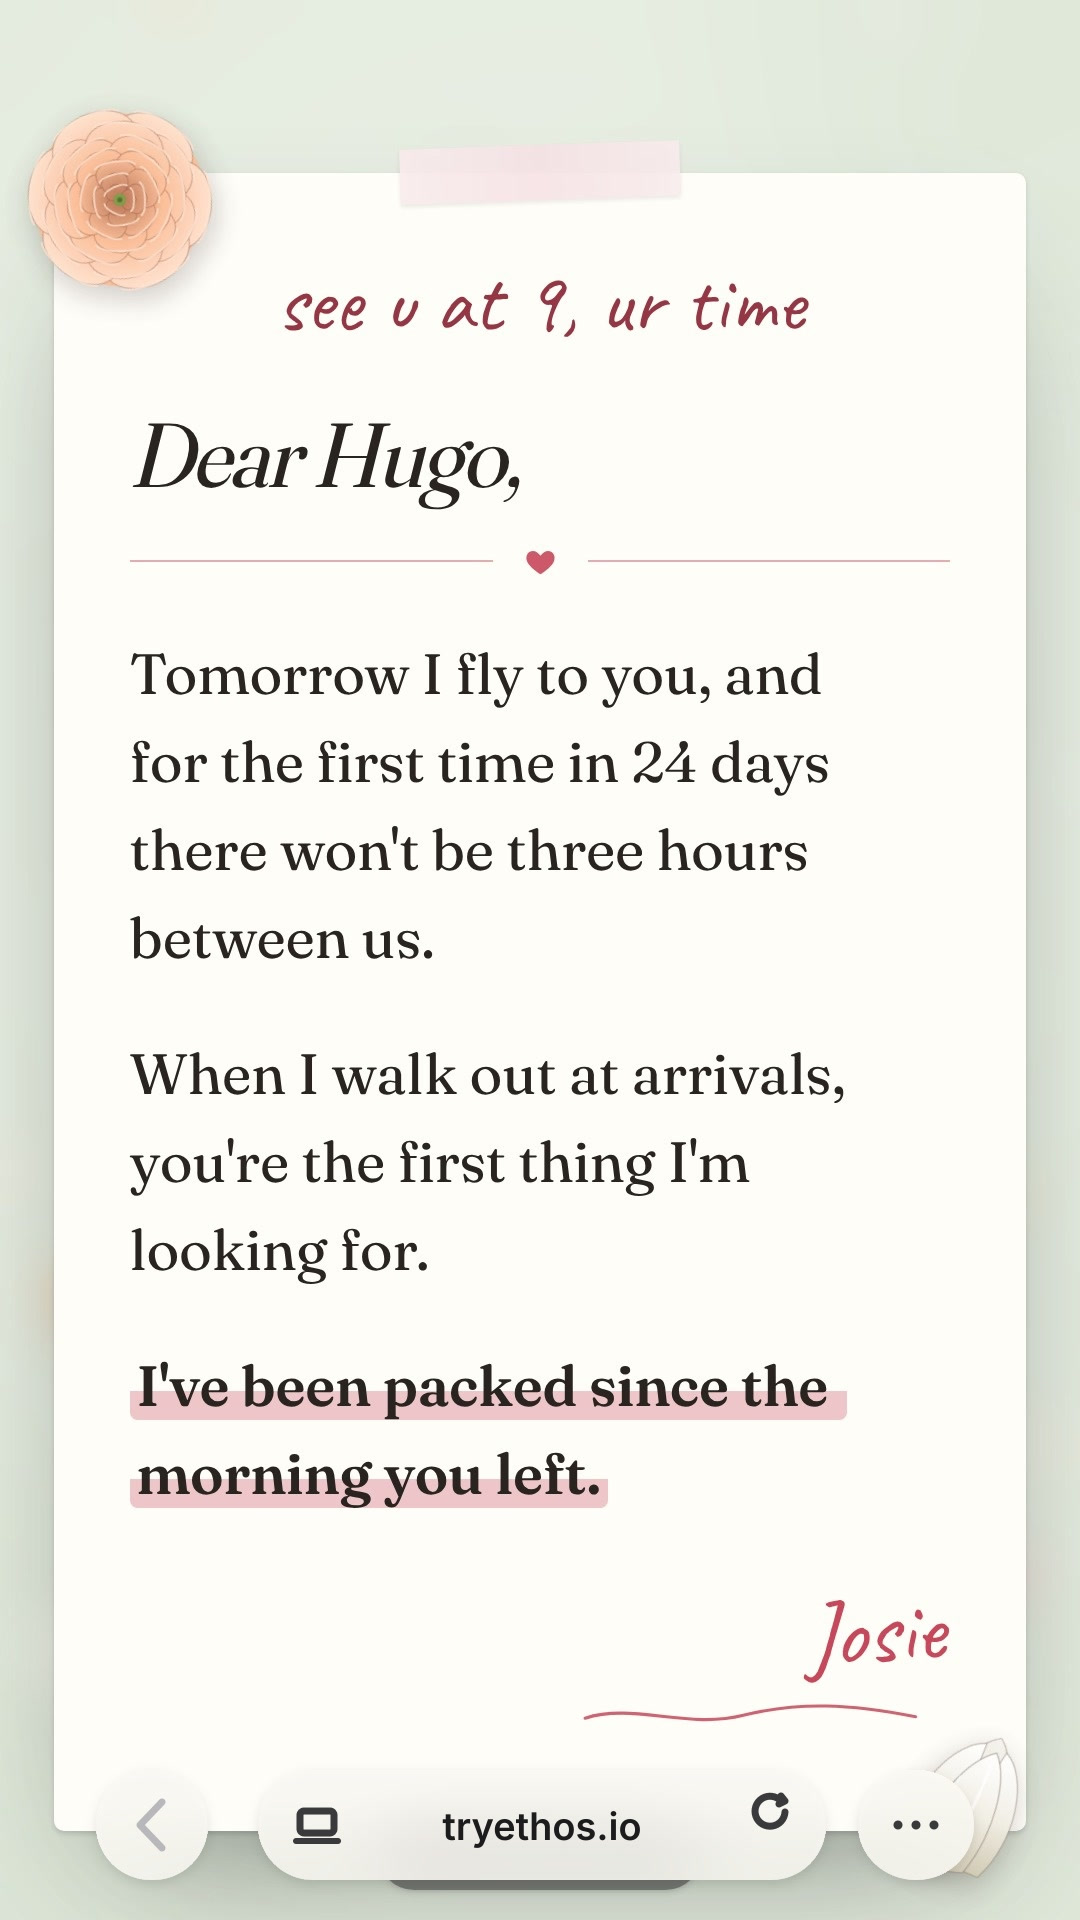 see u at 9, ur time
Dear Hugo,
Tomorrow I fly to you, and
for the first time in 24 days
there won't be three hours
between us.
When I walk out at arrivals,
you're the first thing I'm
looking for.
I've been packed since the
morning you left.
Josie
tryethos.io